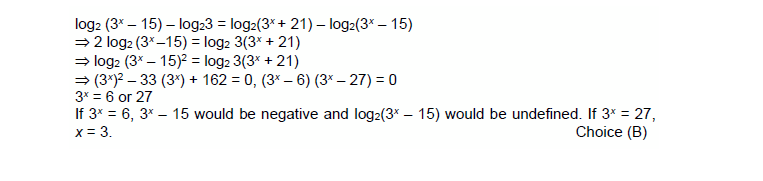 log₂ (3ˣ – 15) – log₂3 = log₂(3ˣ + 21) – log₂(3ˣ – 15)
⇒ 2 log₂ (3ˣ–15) = log₂ 3(3ˣ + 21)
⇒ log₂ (3ˣ – 15)² = log₂ 3(3ˣ + 21)
⇒ (3ˣ)² – 33 (3ˣ) + 162 = 0, (3ˣ – 6) (3ˣ – 27) = 0
3ˣ = 6 or 27
If 3ˣ = 6, 3ˣ – 15 would be negative and log₂(3ˣ – 15) would be undefined. If 3ˣ = 27,
x = 3. Choice (B)